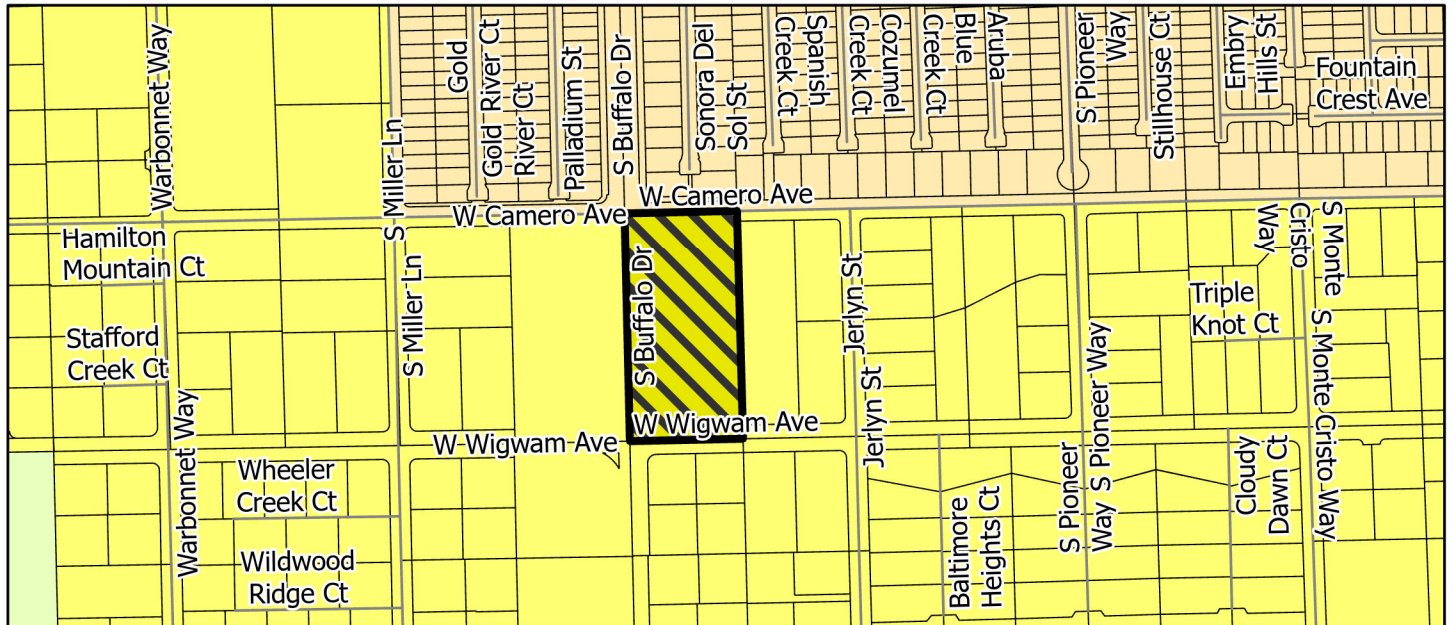 Warbonnet Way
S Miller Ln
Gold
Gold River Ct
River Ct
Palladium St
S Buffalo Dr
Sonora Del
Sol St
Spanish
Creek Ct
Cozumel
Creek Ct
Blue
Creek Ct
Aruba
S Pioneer
Way
Stillhouse Ct
Embry
Hills St
Fountain
Crest Ave
W Camero Ave
W Camero Ave
Hamilton
Mountain Ct
Stafford
Creek Ct
S Miller Ln
S Buffalo Dr
Jerlyn St
S Pioneer Way
Triple
Knot Ct
Cristo
Way
S Monte
S Monte Cristo Way
W Wigwam Ave
W Wigwam Ave
Warbonnet Way
Wheeler
Creek Ct
Wildwood
Ridge Ct
Jerlyn St
Baltimore
Heights Ct
S Pioneer
Way
Cloudy
Dawn Ct